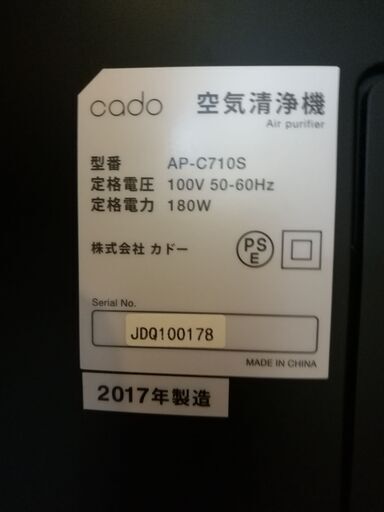 cado 空気清浄機
Air purifier
型番 AP-C710S
定格電圧 100V 50-60Hz
定格電力 180W
株式会社 カドー
PS
E
Serial No.
JDQ100178
MADE IN CHINA
2017年製造